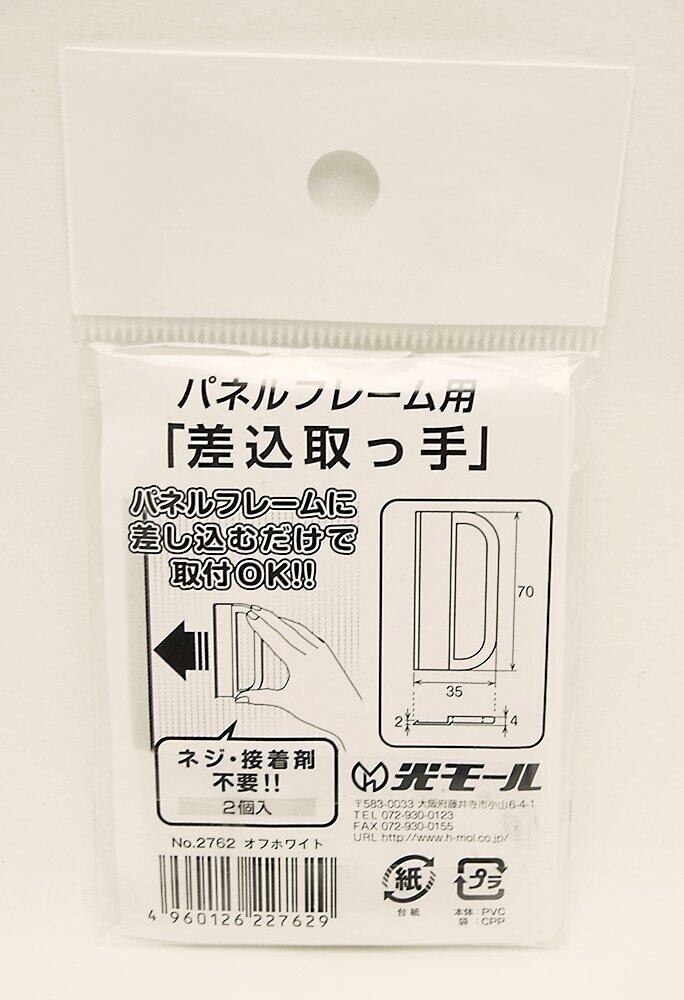 パネルフレーム用
「差込取っ手」
パネルフレームに
差し込むだけで
取付OK!!
70
35
2
4
ネジ・接着剤
不要!!
2個入
No.2762 オフホワイト
4 960126 227629
光モール
〒583-0033 大阪府藤井寺市小山6-4-1
TEL 072-930-0123
FAX 072-930-0155
URL http://www.h-mol.co.jp/
紙
台紙
プラ
本体:PVC
袋:CPP